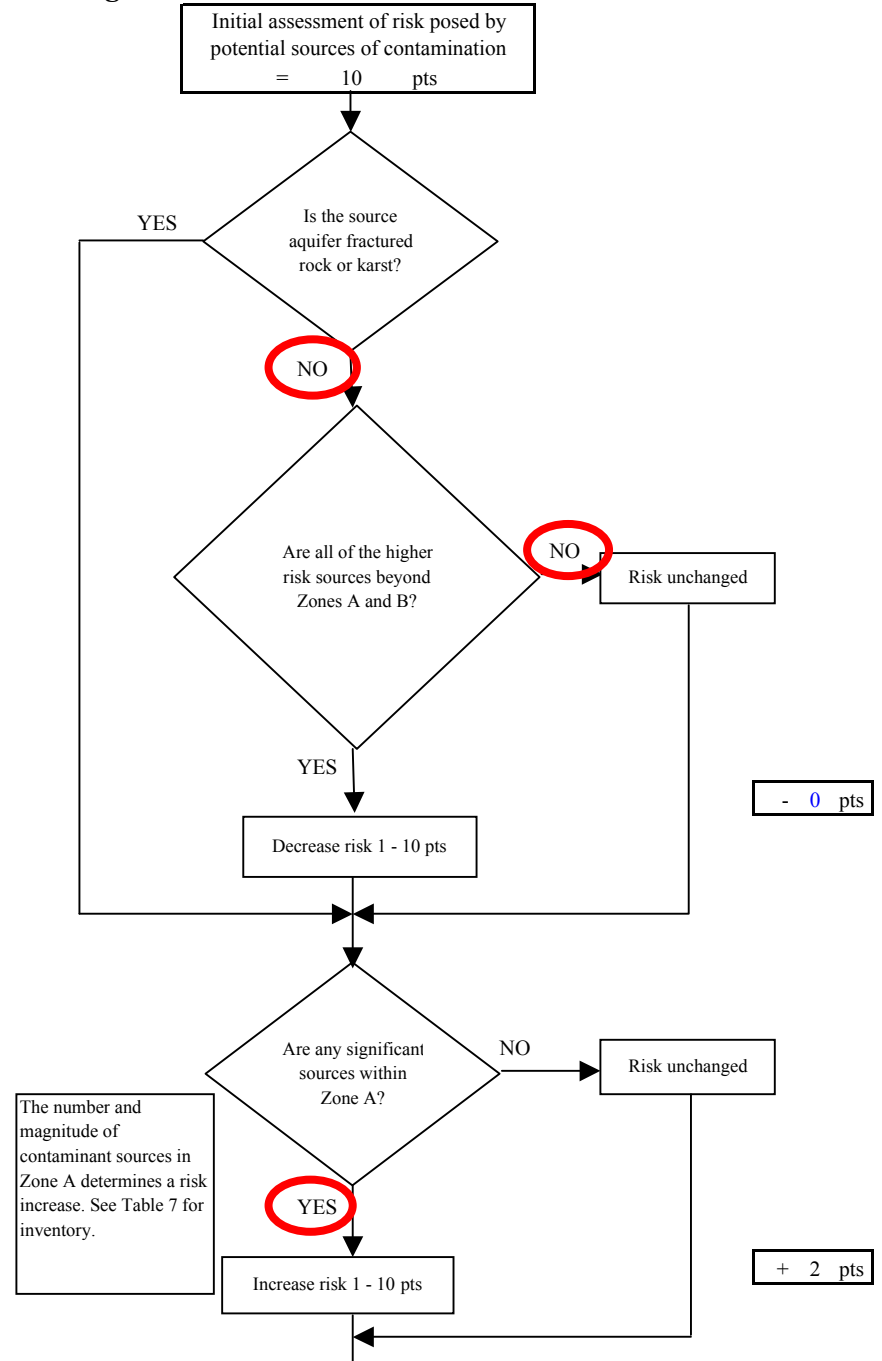 Initial assessment of risk posed by
potential sources of contamination
= 10 pts
YES
Is the source
aquifer fractured
rock or karst?
NO
Are all of the higher
risk sources beyond
Zones A and B?
NO
Risk unchanged
YES
- 0 pts
Decrease risk 1 - 10 pts
Are any significant
sources within
Zone A?
NO
Risk unchanged
The number and
magnitude of
contaminant sources in
Zone A determines a risk
increase. See Table 7 for
inventory.
YES
Increase risk 1 - 10 pts
+ 2 pts